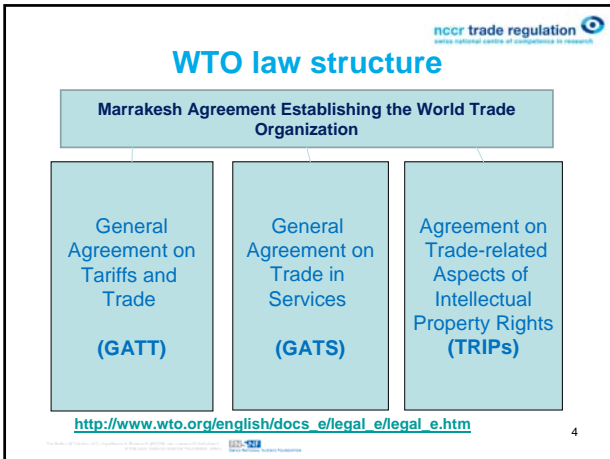 nccr trade regulation
swiss national centre of competence in research
WTO law structure
Marrakesh Agreement Establishing the World Trade
Organization
General
Agreement on
Tariffs and
Trade
(GATT)
General
Agreement on
Trade in
Services
(GATS)
Agreement on
Trade-related
Aspects of
Intellectual
Property Rights
(TRIPs)
http://www.wto.org/english/docs_e/legal_e/legal_e.htm
4